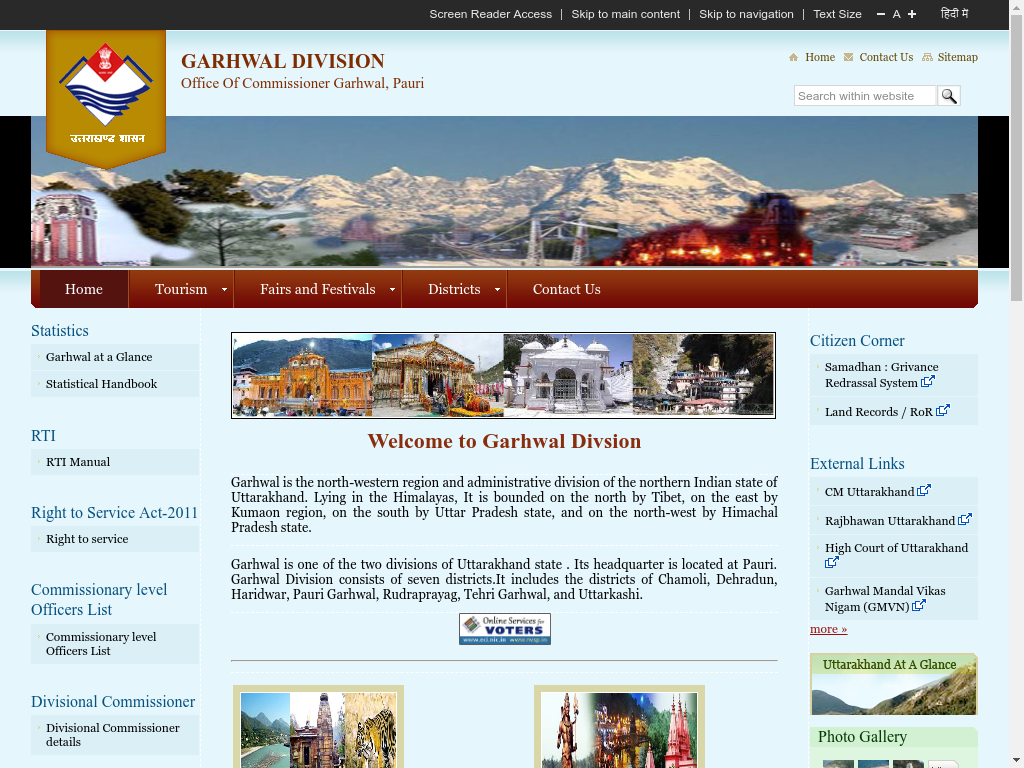 Screen Reader Access | Skip to main content | Skip to navigation | Text Size − A + हिंदी में
GARHWAL DIVISION
Office Of Commissioner Garhwal, Pauri
Home Contact Us Sitemap
Search within website
उत्तराखण्ड शासन
Home Tourism Fairs and Festivals Districts Contact Us
Statistics
Garhwal at a Glance
Statistical Handbook
RTI
RTI Manual
Right to Service Act-2011
Right to service
Commissionary level
Officers List
Commissionary level
Officers List
Divisional Commissioner
Divisional Commissioner
details
Welcome to Garhwal Divsion
Garhwal is the north-western region and administrative division of the northern Indian state of
Uttarakhand. Lying in the Himalayas, It is bounded on the north by Tibet, on the east by
Kumaon region, on the south by Uttar Pradesh state, and on the north-west by Himachal
Pradesh state.
Garhwal is one of the two divisions of Uttarakhand state . Its headquarter is located at Pauri.
Garhwal Division consists of seven districts.It includes the districts of Chamoli, Dehradun,
Haridwar, Pauri Garhwal, Rudraprayag, Tehri Garhwal, and Uttarkashi.
Online Services for
VOTERS
Citizen Corner
Samadhan : Grivance
Redrassal System
Land Records / RoR
External Links
CM Uttarakhand
Rajbhawan Uttarakhand
High Court of Uttarakhand
Garhwal Mandal Vikas
Nigam (GMVN)
more »
Uttarakhand At A Glance
Photo Gallery